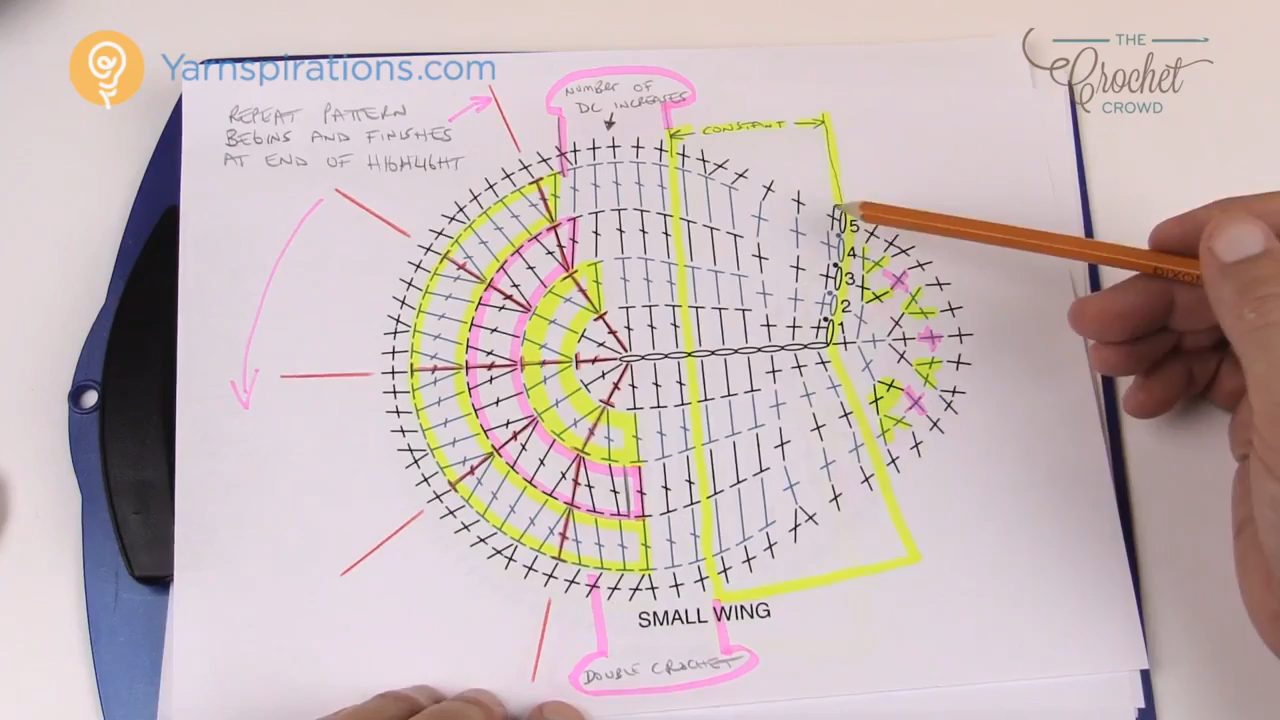 Yarnspirations.com
THE
Crochet
CROWD
NUMBER OF
DC INCREASES
REPEAT PATTERN
BEGINS AND FINISHES
AT END OF HIGHLIGHT
CONSTANT
5
4
3
2
1
SMALL WING
DOUBLE CROCHET
DIXON